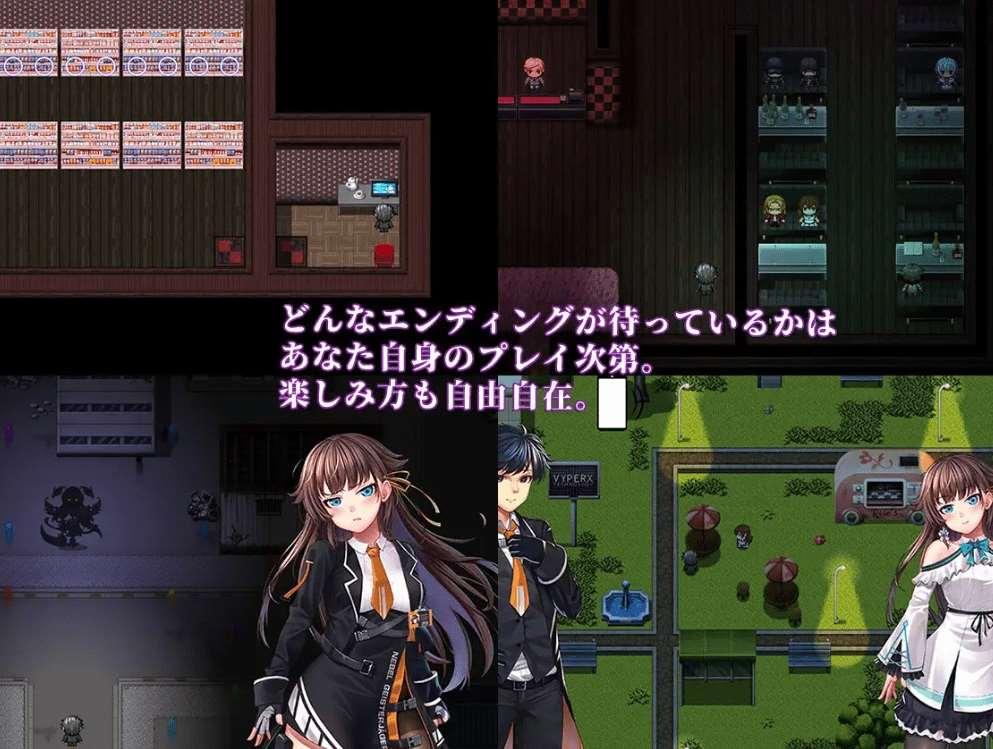 どんなエンディングが待っているかは
あなた自身のプレイ次第。
楽しみ方も自由自在。
VYPERX
NEBEL GEISTERJÄGER